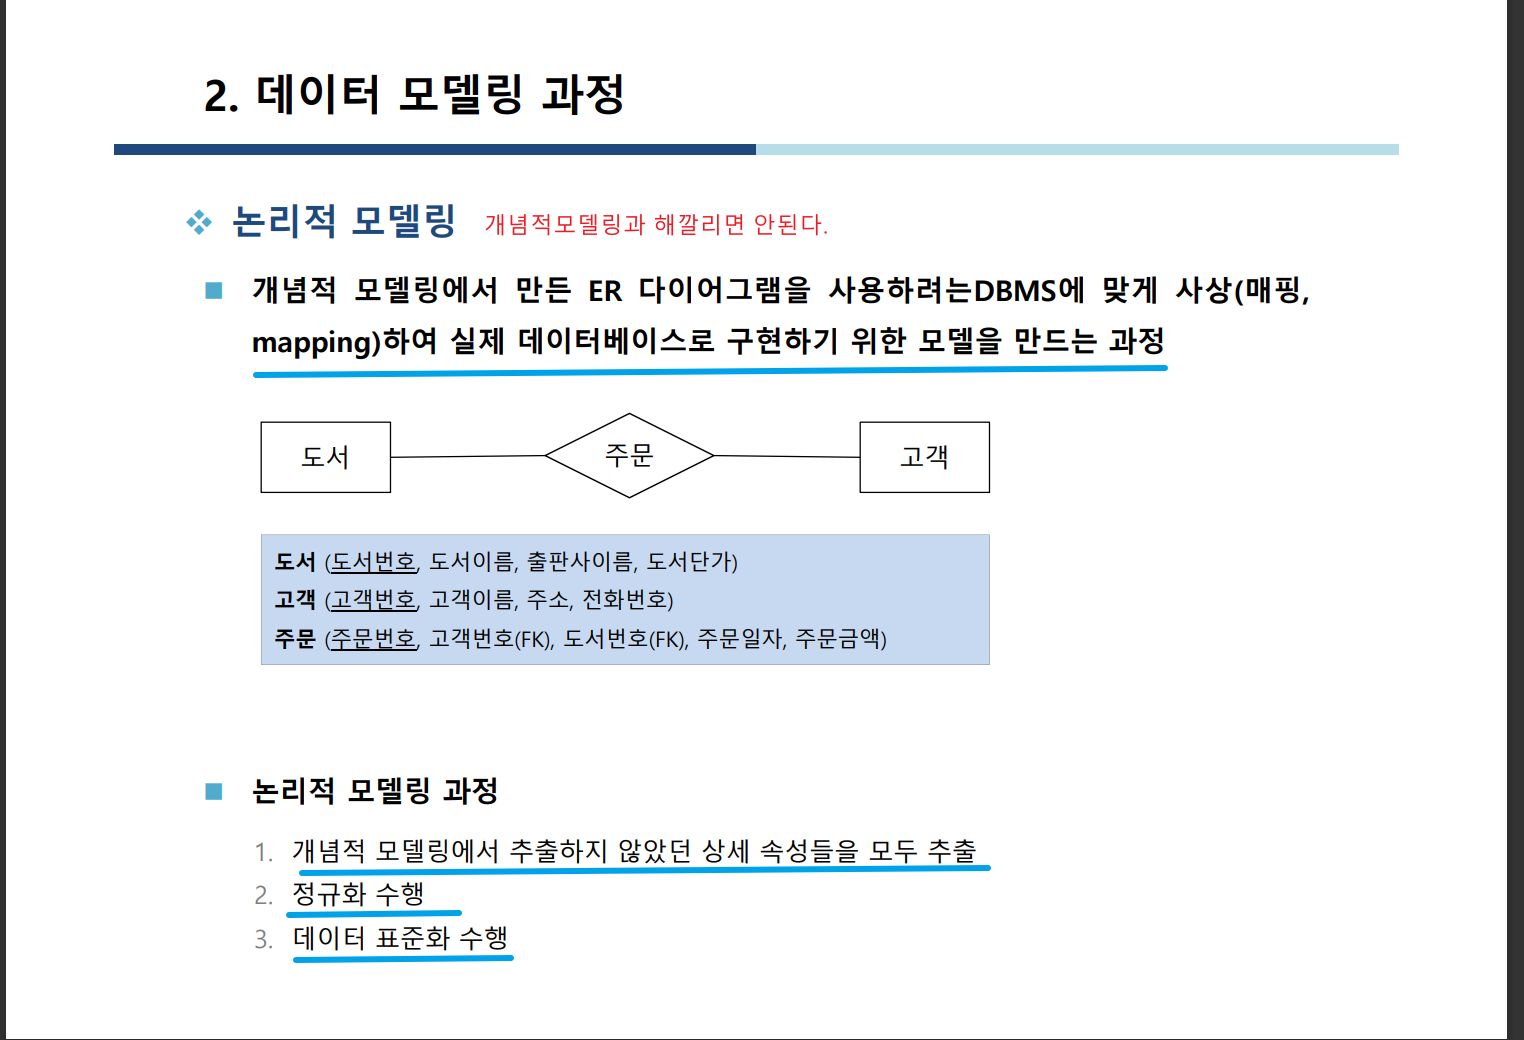 2. 데이터 모델링 과정
논리적 모델링 개념적모델링과 해깔리면 안된다.
개념적 모델링에서 만든 ER 다이어그램을 사용하려는DBMS에 맞게 사상(매핑,
mapping)하여 실제 데이터베이스로 구현하기 위한 모델을 만드는 과정
도서 주문 고객
도서 (도서번호, 도서이름, 출판사이름, 도서단가)
고객 (고객번호, 고객이름, 주소, 전화번호)
주문 (주문번호, 고객번호(FK), 도서번호(FK), 주문일자, 주문금액)
논리적 모델링 과정
1. 개념적 모델링에서 추출하지 않았던 상세 속성들을 모두 추출
2. 정규화 수행
3. 데이터 표준화 수행